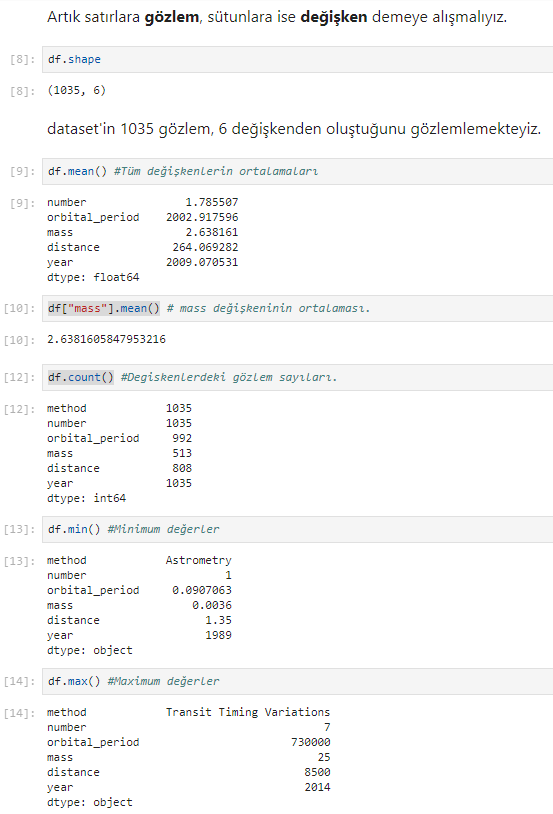 Artık satırlara gözlem, sütunlara ise değişken demeye alışmalıyız.
[8]: df.shape
[8]: (1035, 6)
dataset'in 1035 gözlem, 6 değişkenden oluştuğunu gözlemlemekteyiz.
[9]: df.mean() #Tüm değişkenlerin ortalamaları
[9]: number 1.785507
orbital_period 2002.917596
mass 2.638161
distance 264.069282
year 2009.070531
dtype: float64
[10]: df["mass"].mean() # mass değişkeninin ortalaması.
[10]: 2.6381605847953216
[12]: df.count() #Degiskenlerdeki gözlem sayıları.
[12]: method 1035
number 1035
orbital_period 992
mass 513
distance 808
year 1035
dtype: int64
[13]: df.min() #Minimum değerler
[13]: method Astrometry
number 1
orbital_period 0.0907063
mass 0.0036
distance 1.35
year 1989
dtype: object
[14]: df.max() #Maximum değerler
[14]: method Transit Timing Variations
number 7
orbital_period 730000
mass 25
distance 8500
year 2014
dtype: object